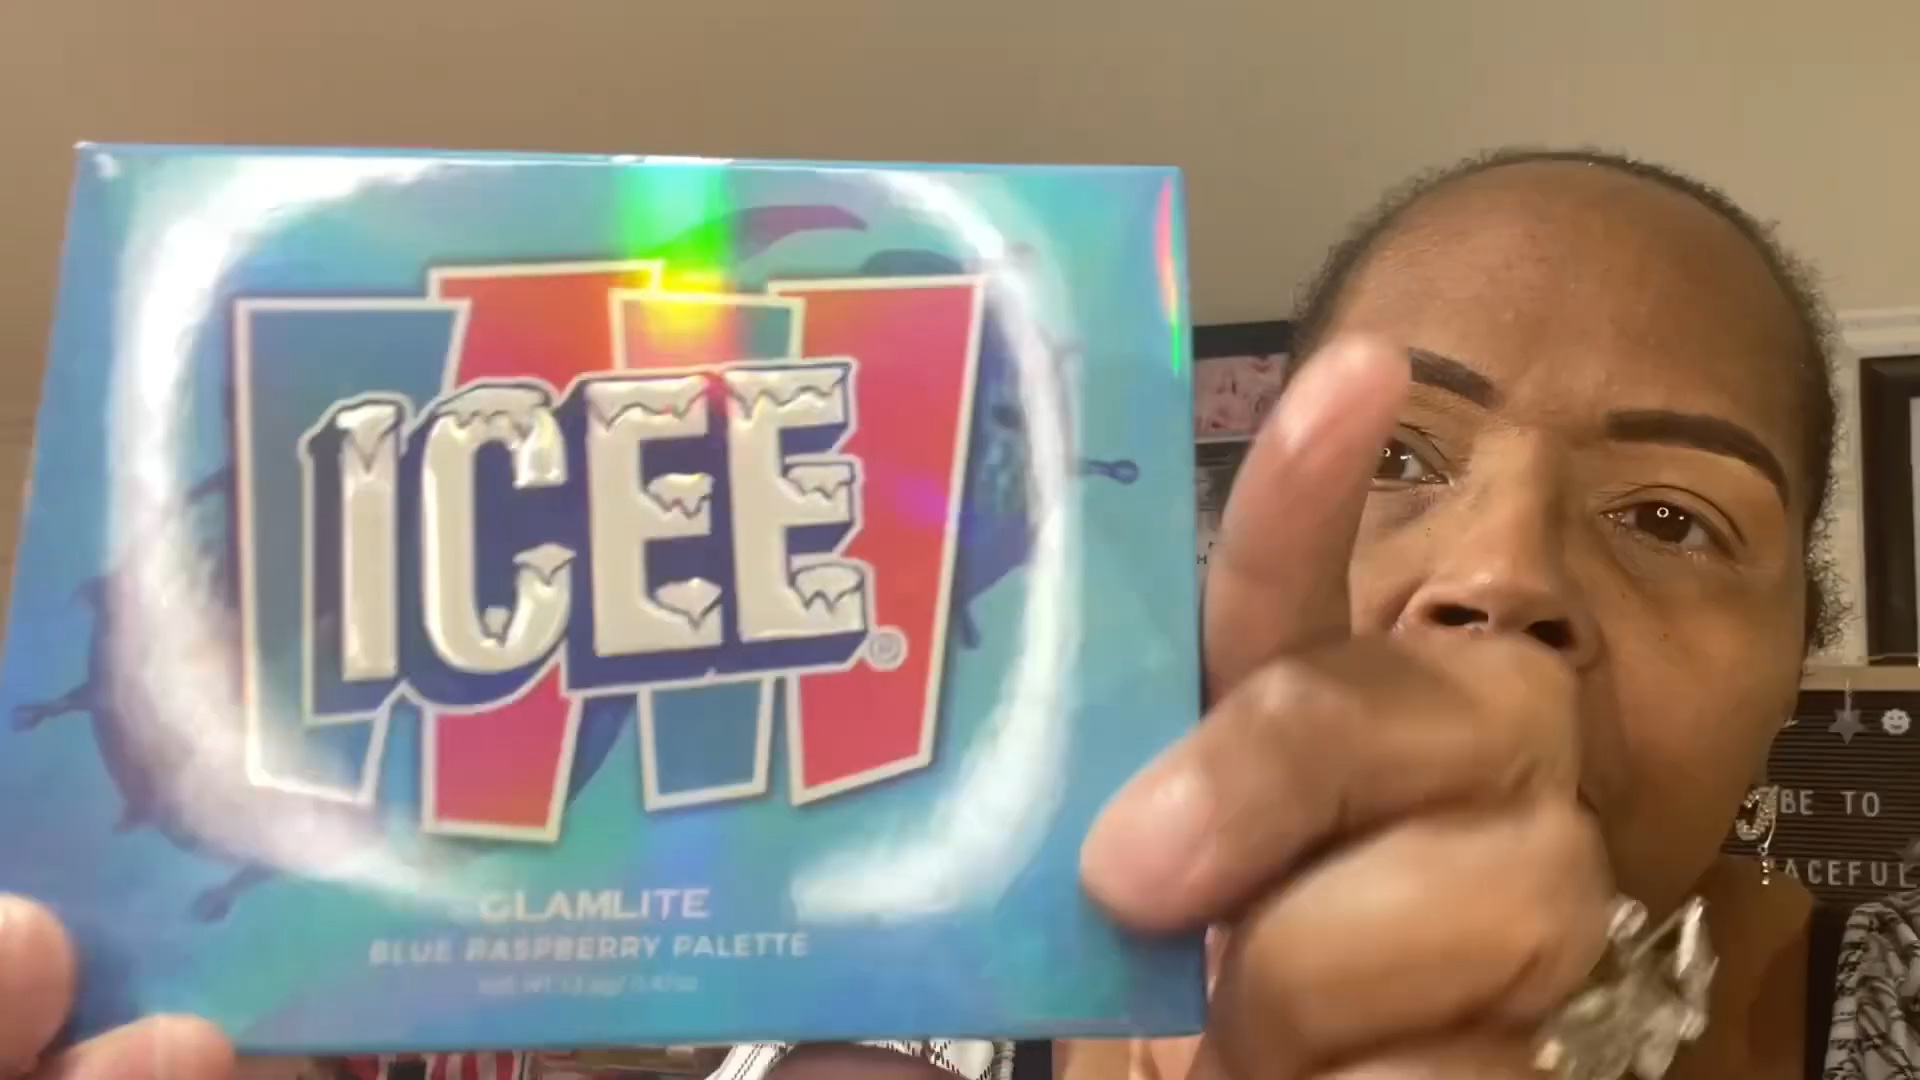 ICEE
®
GLAMLITE
BLUE RASPBERRY PALETTE
BE TO
ACEFUL